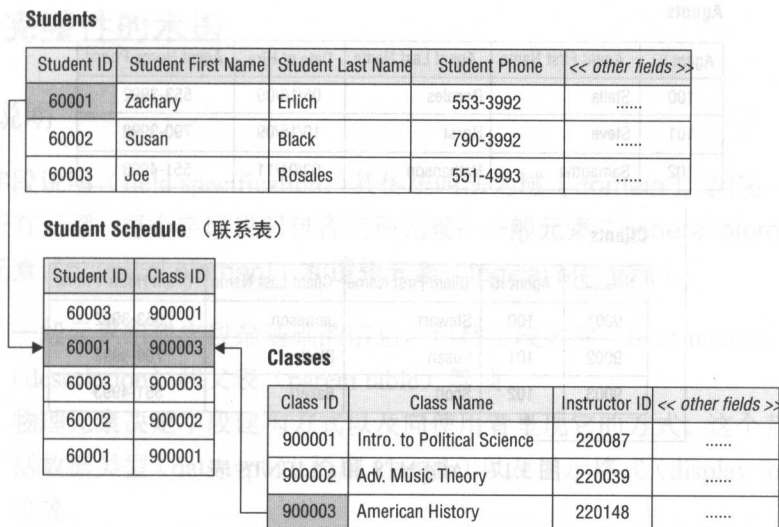 Students
Student ID Student First Name Student Last Name Student Phone << other fields >>
60001 Zachary Erlich 553-3992 ......
60002 Susan Black 790-3992 ......
60003 Joe Rosales 551-4993 ......
Student Schedule （联系表）
Student ID Class ID
60003 900001
60001 900003
60003 900003
60002 900002
60001 900001
Classes
Class ID Class Name Instructor ID << other fields >>
900001 Intro. to Political Science 220087 ......
900002 Adv. Music Theory 220039 ......
900003 American History 220148 ......